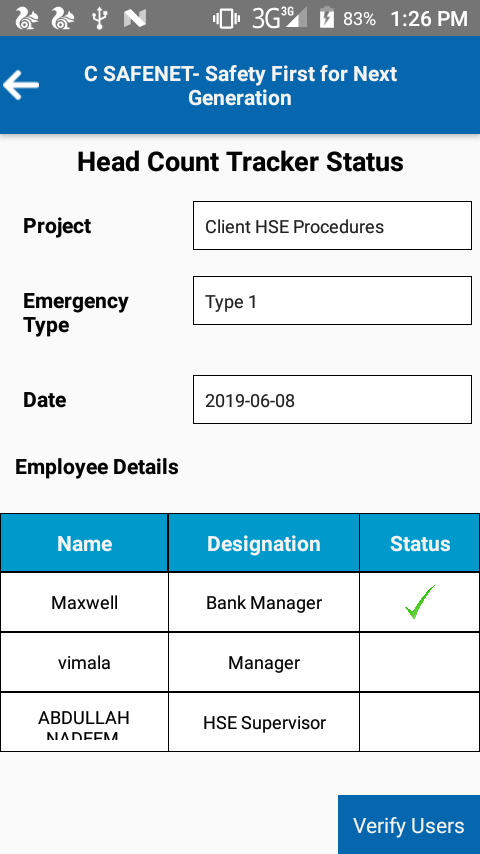 3G 3G 83% 1:26 PM
C SAFENET- Safety First for Next
Generation
Head Count Tracker Status
Project Client HSE Procedures
Emergency Type 1
Type
Date 2019-06-08
Employee Details
Name Designation Status
Maxwell Bank Manager
vimala Manager
ABDULLAH HSE Supervisor
NADEEM
Verify Users